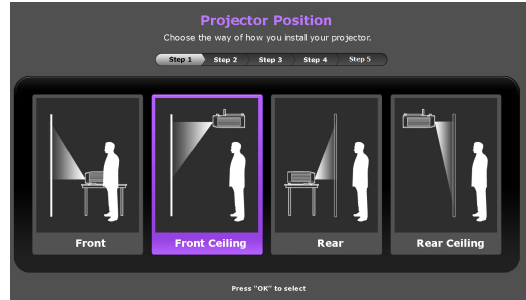 Projector Position
Choose the way of how you install your projector.
Step 1 Step 2 Step 3 Step 4 Step 5
Front Front Ceiling Rear Rear Ceiling
Press "OK" to select